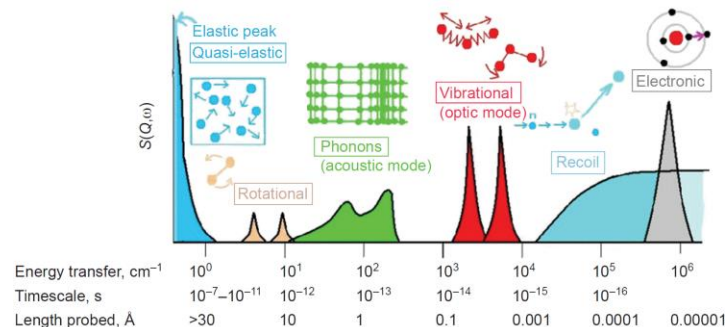 Elastic peak
Quasi-elastic
S(Q,ω)
Rotational
Phonons
(acoustic mode)
Vibrational
(optic mode)
n
Recoil
Electronic
Energy transfer, cm⁻¹ 10⁰ 10¹ 10² 10³ 10⁴ 10⁵ 10⁶
Timescale, s 10⁻⁷–10⁻¹¹ 10⁻¹² 10⁻¹³ 10⁻¹⁴ 10⁻¹⁵ 10⁻¹⁶
Length probed, Å >30 10 1 0.1 0.001 0.0001 0.00001